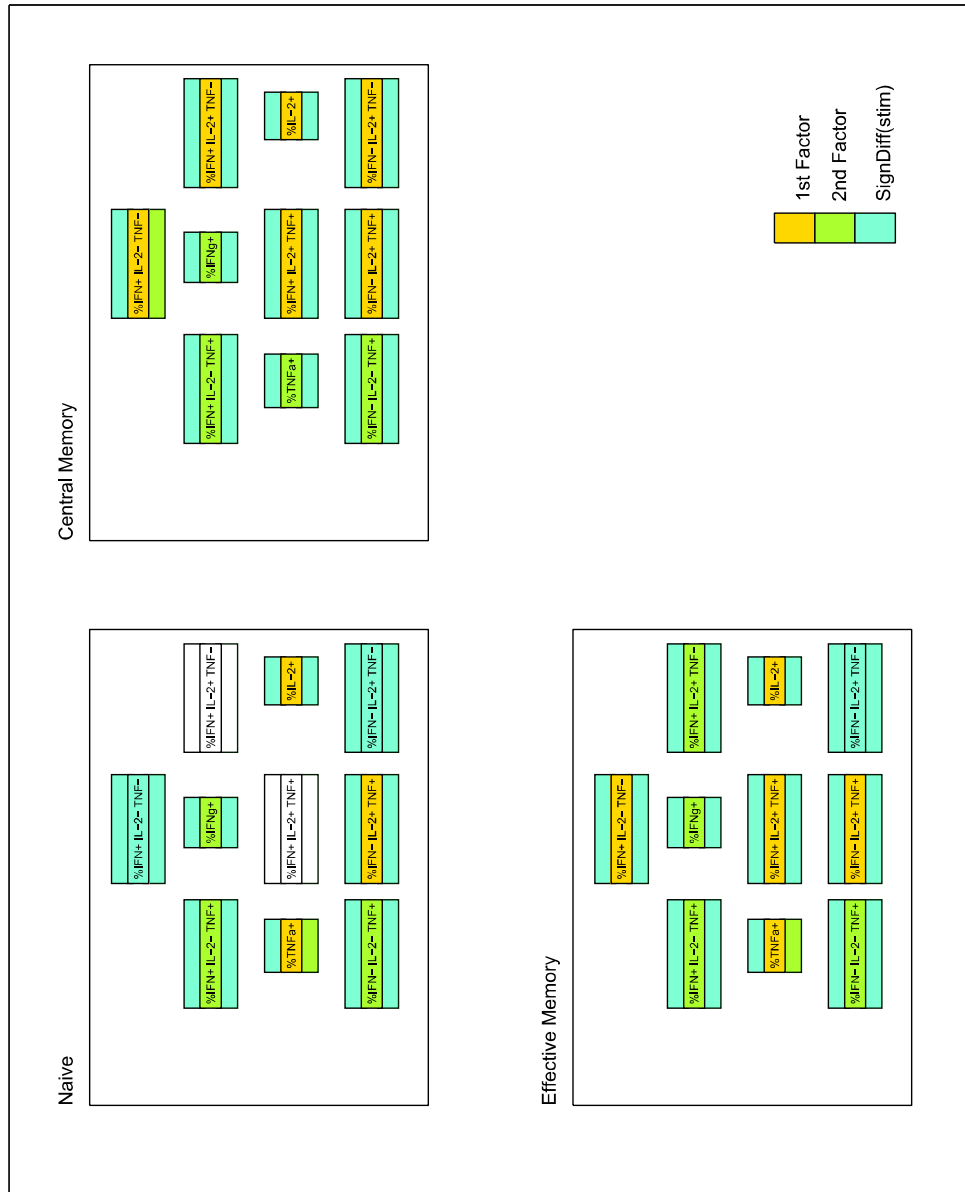 Naive
%IFN+ IL−2− TNF−
%IFN+ IL−2− TNF+
%IFNg+
%IFN+ IL−2+ TNF−
%TNFa+
%IFN+ IL−2+ TNF+
%IL−2+
%IFN− IL−2− TNF+
%IFN− IL−2+ TNF+
%IFN− IL−2+ TNF−
Central Memory
%IFN+ IL−2− TNF−
%IFN+ IL−2− TNF+
%IFNg+
%IFN+ IL−2+ TNF−
%TNFa+
%IFN+ IL−2+ TNF+
%IL−2+
%IFN− IL−2− TNF+
%IFN− IL−2+ TNF+
%IFN− IL−2+ TNF−
Effective Memory
%IFN+ IL−2− TNF−
%IFN+ IL−2− TNF+
%IFNg+
%IFN+ IL−2+ TNF−
%TNFa+
%IFN+ IL−2+ TNF+
%IL−2+
%IFN− IL−2− TNF+
%IFN− IL−2+ TNF+
%IFN− IL−2+ TNF−
1st Factor
2nd Factor
SignDiff(stim)